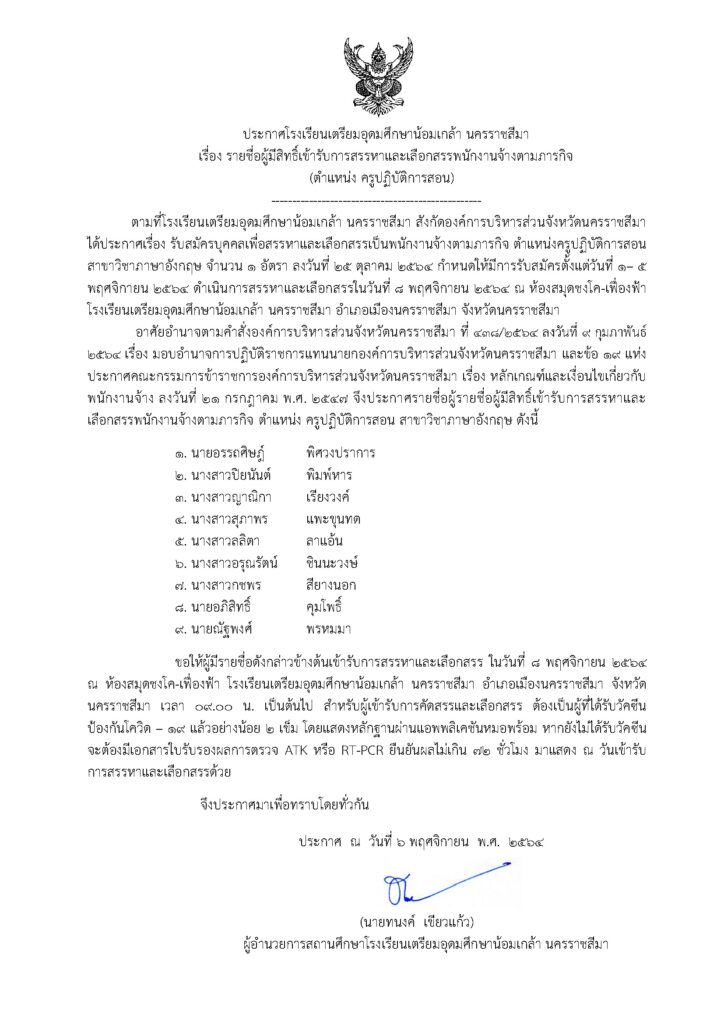 ประกาศโรงเรียนเตรียมอุดมศึกษาน้อมเกล้า นครราชสีมา
เรื่อง รายชื่อผู้มีสิทธิ์เข้ารับการสรรหาและเลือกสรรพนักงานจ้างตามภารกิจ
(ตำแหน่ง ครูปฏิบัติการสอน)
--------------------------------------------------
ตามที่โรงเรียนเตรียมอุดมศึกษาน้อมเกล้า นครราชสีมา สังกัดองค์การบริหารส่วนจังหวัดนครราชสีมา
ได้ประกาศเรื่อง รับสมัครบุคคลเพื่อสรรหาและเลือกสรรเป็นพนักงานจ้างตามภารกิจ ตำแหน่งครูปฏิบัติการสอน
สาขาวิชาภาษาอังกฤษ จำนวน ๑ อัตรา ลงวันที่ ๒๕ ตุลาคม ๒๕๖๔ กำหนดให้มีการรับสมัครตั้งแต่วันที่ ๑– ๕
พฤศจิกายน ๒๕๖๔ ดำเนินการสรรหาและเลือกสรรในวันที่ ๘ พฤศจิกายน ๒๕๖๔ ณ ห้องสมุดชงโค-เฟื่องฟ้า
โรงเรียนเตรียมอุดมศึกษาน้อมเกล้า นครราชสีมา อำเภอเมืองนครราชสีมา จังหวัดนครราชสีมา
อาศัยอำนาจตามคำสั่งองค์การบริหารส่วนจังหวัดนครราชสีมา ที่ ๔๓๘/๒๕๖๔ ลงวันที่ ๙ กุมภาพันธ์
๒๕๖๔ เรื่อง มอบอำนาจการปฏิบัติราชการแทนนายกองค์การบริหารส่วนจังหวัดนครราชสีมา และข้อ ๑๙ แห่ง
ประกาศคณะกรรมการข้าราชการองค์การบริหารส่วนจังหวัดนครราชสีมา เรื่อง หลักเกณฑ์และเงื่อนไขเกี่ยวกับ
พนักงานจ้าง ลงวันที่ ๒๑ กรกฎาคม พ.ศ. ๒๕๔๗ จึงประกาศรายชื่อผู้รายชื่อผู้มีสิทธิ์เข้ารับการสรรหาและ
เลือกสรรพนักงานจ้างตามภารกิจ ตำแหน่ง ครูปฏิบัติการสอน สาขาวิชาภาษาอังกฤษ ดังนี้
๑. นายอรรถศิษฎ์ พิศวงปราการ
๒. นางสาวปิยนันต์ พิมพ์หาร
๓. นางสาวญาณิกา เรียงวงค์
๔. นางสาวสุภาพร แพะขุนทด
๕. นางสาวลลิตา ลาแอ้น
๖. นางสาวอรุณรัตน์ ชินนะวงษ์
๗. นางสาวกชพร สียางนอก
๘. นายอภิสิทธิ์ คุมโพธิ์
๙. นายณัฐพงศ์ พรหมมา
ขอให้ผู้มีรายชื่อดังกล่าวข้างต้นเข้ารับการสรรหาและเลือกสรร ในวันที่ ๘ พฤศจิกายน ๒๕๖๔
ณ ห้องสมุดชงโค-เฟื่องฟ้า โรงเรียนเตรียมอุดมศึกษาน้อมเกล้า นครราชสีมา อำเภอเมืองนครราชสีมา จังหวัด
นครราชสีมา เวลา ๐๙.๐๐ น. เป็นต้นไป สำหรับผู้เข้ารับการคัดสรรและเลือกสรร ต้องเป็นผู้ที่ได้รับวัคซีน
ป้องกันโควิด – ๑๙ แล้วอย่างน้อย ๒ เข็ม โดยแสดงหลักฐานผ่านแอพพลิเคชันหมอพร้อม หากยังไม่ได้รับวัคซีน
จะต้องมีเอกสารใบรับรองผลการตรวจ ATK หรือ RT-PCR ยืนยันผลไม่เกิน ๗๒ ชั่วโมง มาแสดง ณ วันเข้ารับ
การสรรหาและเลือกสรรด้วย
จึงประกาศมาเพื่อทราบโดยทั่วกัน
ประกาศ ณ วันที่ ๖ พฤศจิกายน พ.ศ. ๒๕๖๔
(นายทนงค์ เขียวแก้ว)
ผู้อำนวยการสถานศึกษาโรงเรียนเตรียมอุดมศึกษาน้อมเกล้า นครราชสีมา